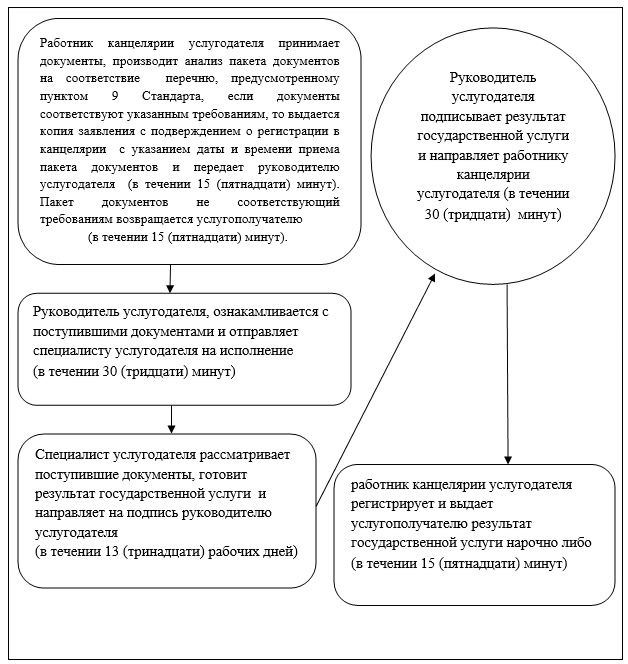 Работник канцелярии услугодателя принимает
документы, производит анализ пакета документов
на соответствие перечню, предусмотренному
пунктом 9 Стандарта, если документы
соответствуют указанным требованиям, то выдается
копия заявления с подверждением о регистрации в
канцелярии с указанием даты и времени приема
пакета документов и передает руководителю
услугодателя (в течении 15 (пятнадцати) минут).
Пакет документов не соответствующий
требованиям возвращается услугополучателю
(в течении 15 (пятнадцати) минут).
Руководитель услугодателя, ознакамливается с
поступившими документами и отправляет
специалисту услугодателя на исполнение
(в течении 30 (тридцати) минут)
Специалист услугодателя рассматривает
поступившие документы, готовит
результат государственной услуги и
направляет на подпись руководителю
услугодателя
(в течении 13 (тринадцати) рабочих дней)
Руководитель
услугодателя
подписывает результат
государственной услуги
и направляет работнику
канцелярии
услугодателя (в течении
30 (тридцати) минут)
работник канцелярии услугодателя
регистрирует и выдает
услугополучателю результат
государственной услуги нарочно либо
(в течении 15 (пятнадцати) минут)